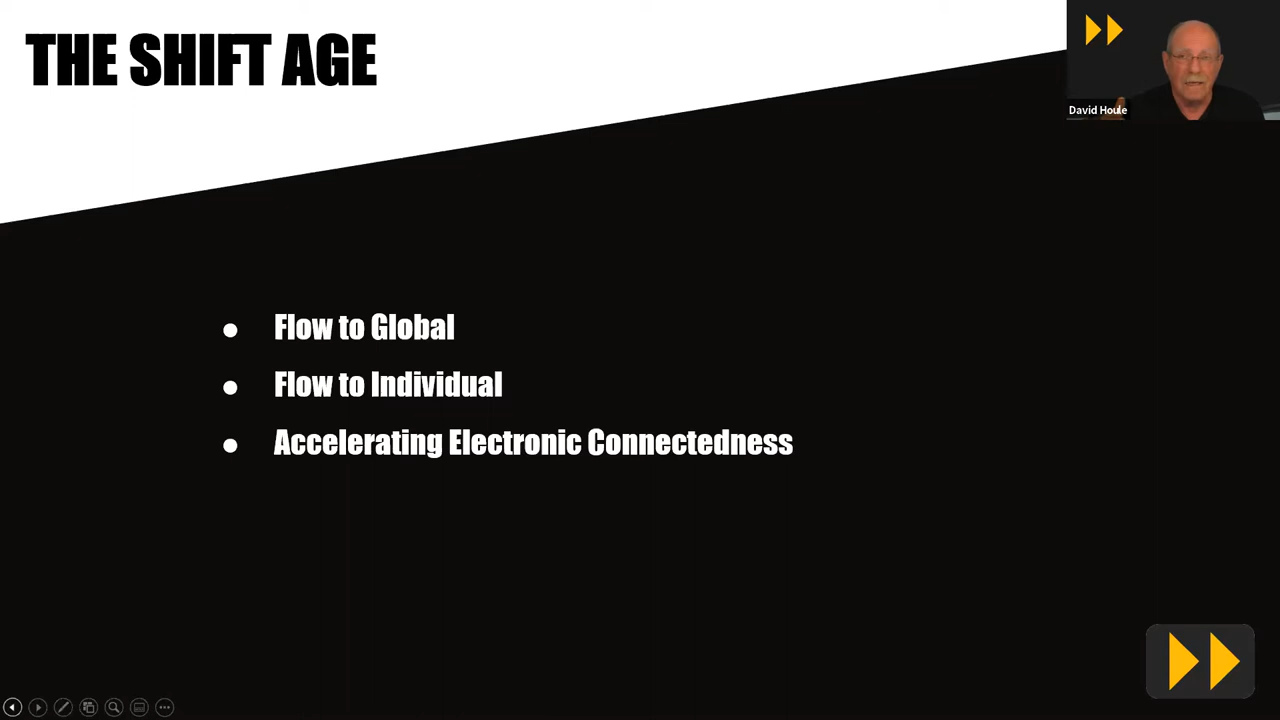 THE SHIFT AGE
David Houle
● Flow to Global
● Flow to Individual
● Accelerating Electronic Connectedness